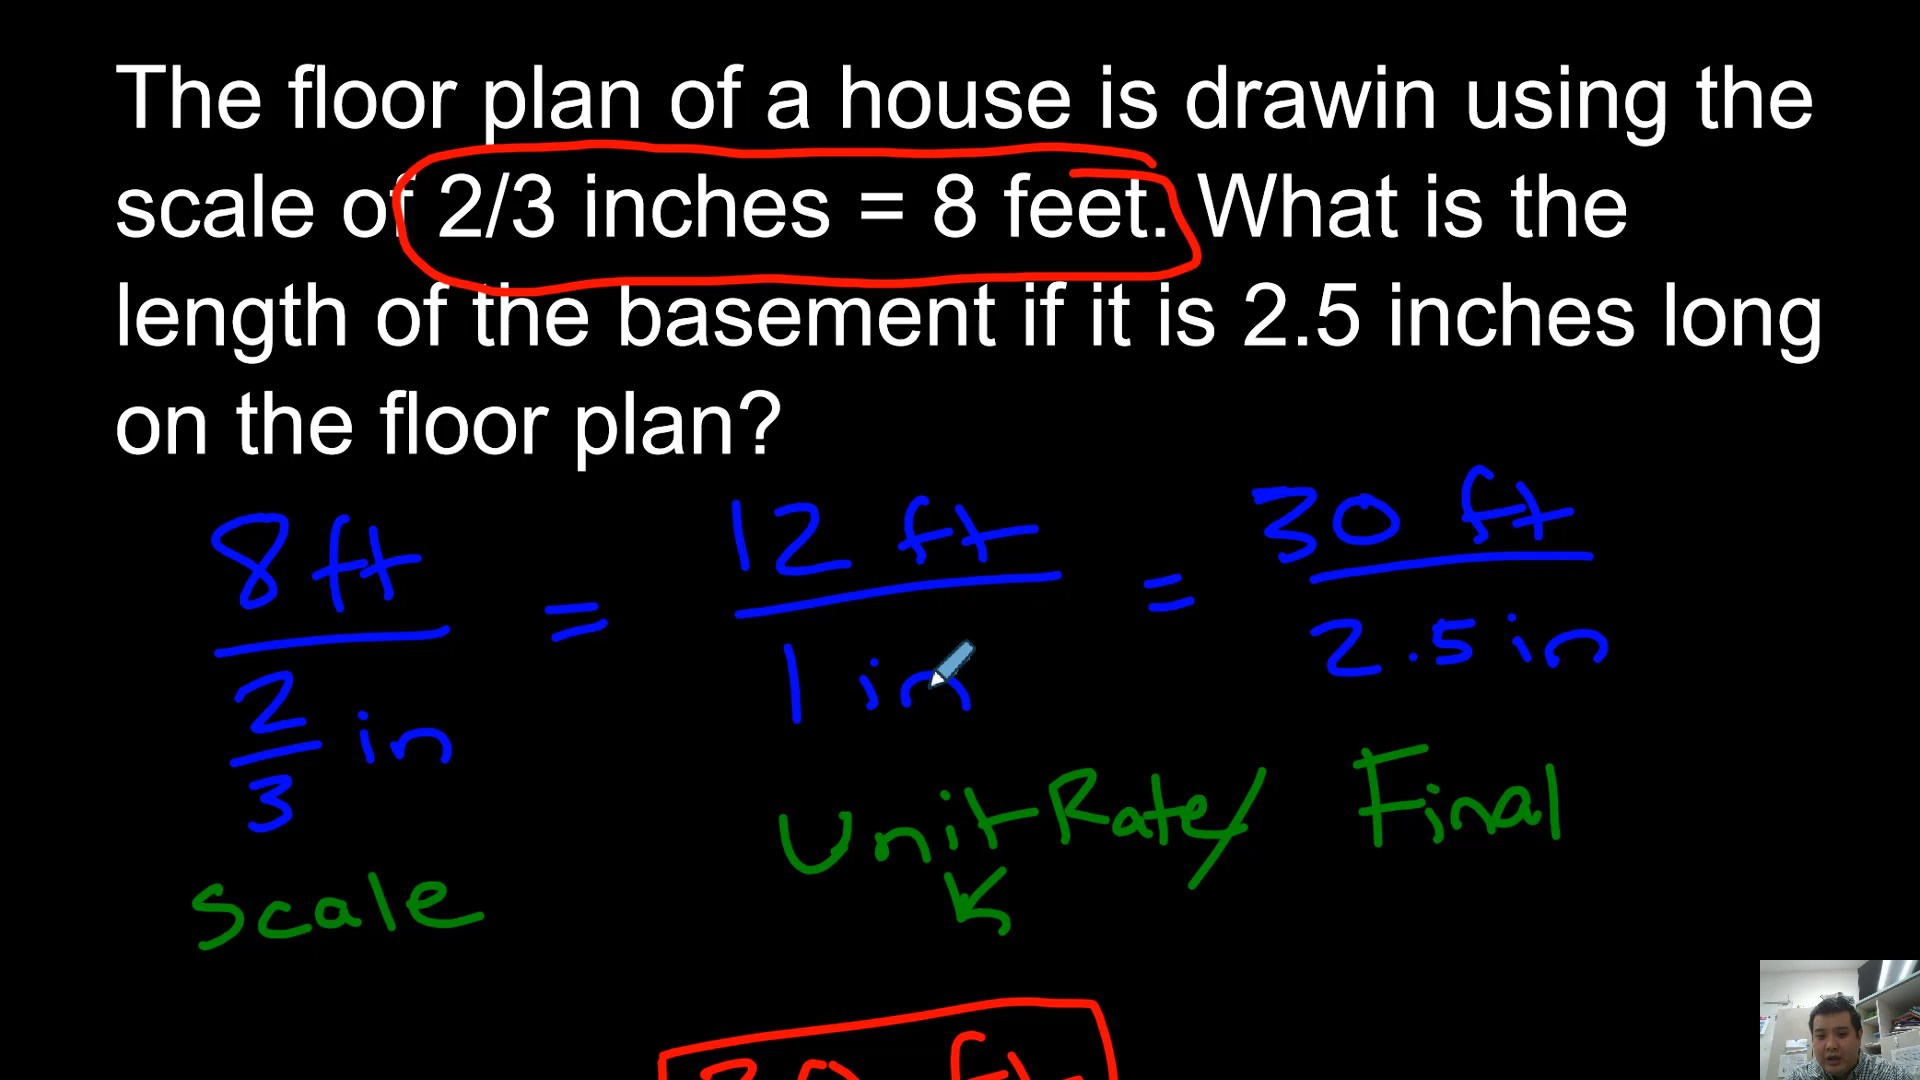 The floor plan of a house is drawin using the
scale of 2/3 inches = 8 feet. What is the
length of the basement if it is 2.5 inches long
on the floor plan?
8 ft = 12 ft = 30 ft
2/3 in 1 in 2.5 in
Scale Unit Rate/ Final
K
30 ft